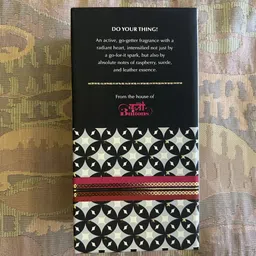 DO YOUR THING!
An active, go-getter fragrance with a
radiant heart, intensified not just by
a go-for-it spark, but also by
absolute notes of raspberry, suede,
and leather essence.
From the house of